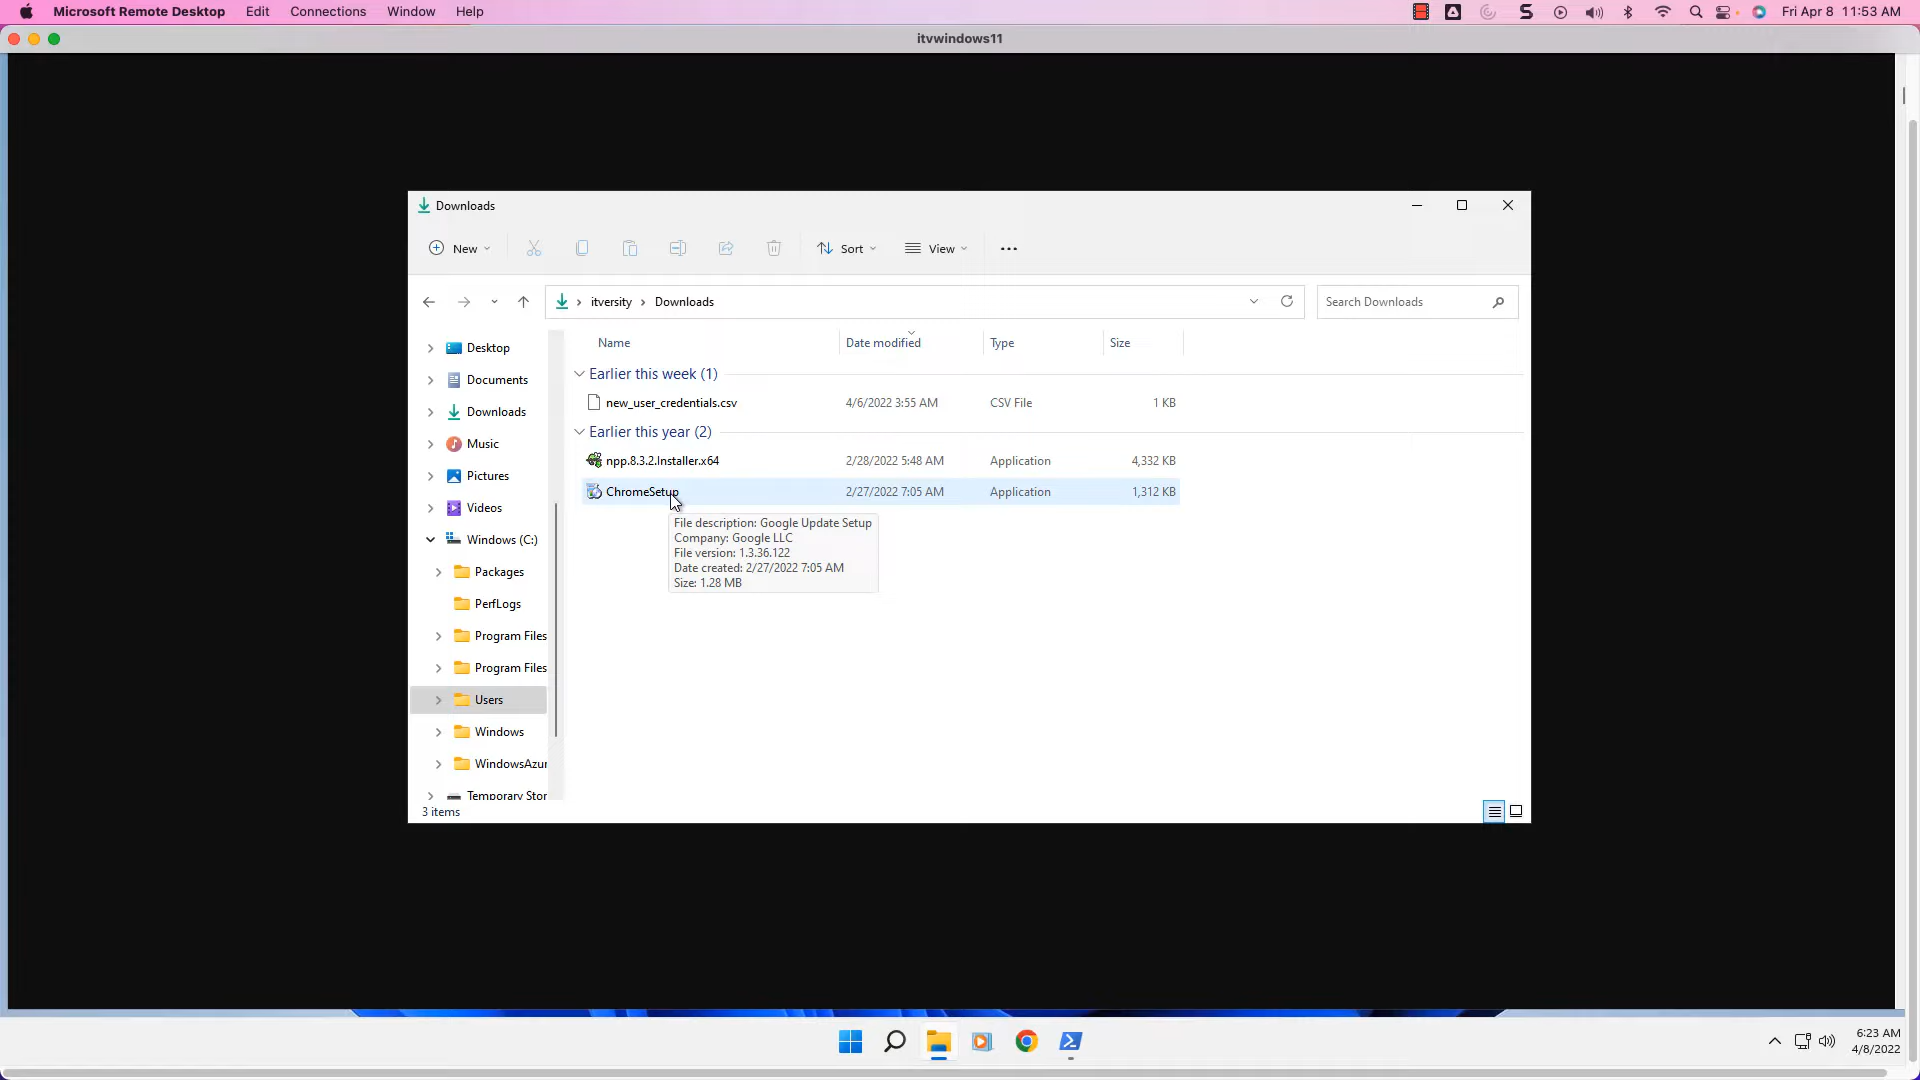 Microsoft Remote Desktop Edit Connections Window Help
Fri Apr 8 11:53 AM
itvwindows11
Downloads
New
Sort
View
itversity
Downloads
Search Downloads
Name Date modified Type Size
Earlier this week (1)
new_user_credentials.csv 4/6/2022 3:55 AM CSV File 1 KB
Earlier this year (2)
npp.8.3.2.Installer.x64 2/28/2022 5:48 AM Application 4,332 KB
ChromeSetup 2/27/2022 7:05 AM Application 1,312 KB
File description: Google Update Setup
Company: Google LLC
File version: 1.3.36.122
Date created: 2/27/2022 7:05 AM
Size: 1.28 MB
Desktop
Documents
Downloads
Music
Pictures
Videos
Windows (C:)
Packages
PerfLogs
Program Files
Program Files
Users
Windows
WindowsAzur
Temporary Stor
3 items
6:23 AM
4/8/2022